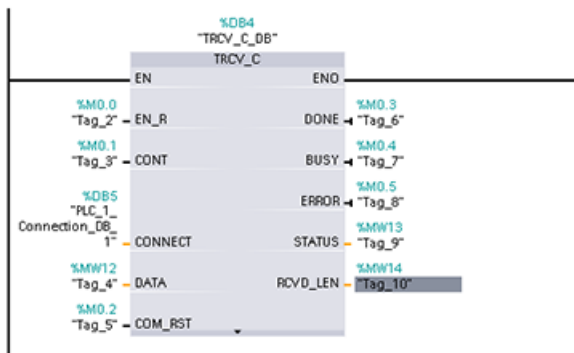 %DB4
"TRCV_C_DB"
TRCV_C
EN ENO
%M0.0 %M0.3
"Tag_2" EN_R DONE "Tag_6"
%M0.1 %M0.4
"Tag_3" CONT BUSY "Tag_7"
%DB5 %M0.5
"PLC_1_ ERROR "Tag_8"
Connection_DB_ %MW13
1" CONNECT STATUS "Tag_9"
%MW12 %MW14
"Tag_4" DATA RCVD_LEN "Tag_10"
%M0.2
"Tag_5" COM_RST